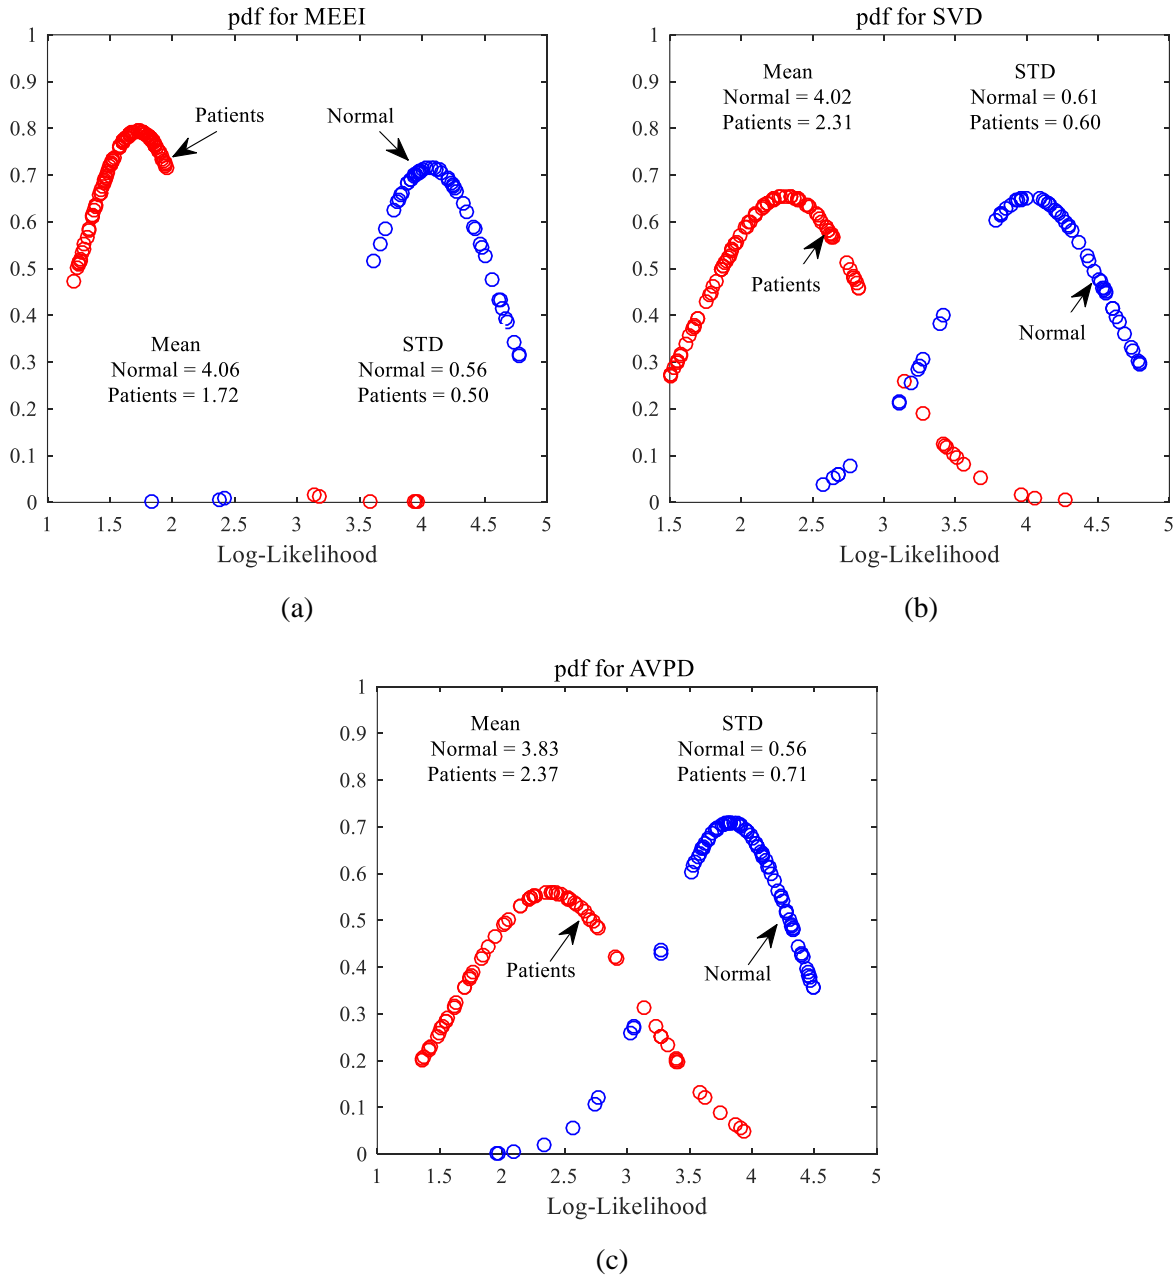 pdf for MEEI
1
0.9
0.8
0.7
0.6
0.5
0.4
0.3
0.2
0.1
0
Patients
Normal
Mean
Normal = 4.06
Patients = 1.72
STD
Normal = 0.56
Patients = 0.50
1 1.5 2 2.5 3 3.5 4 4.5 5
Log-Likelihood
(a)
pdf for SVD
1
0.9
0.8
0.7
0.6
0.5
0.4
0.3
0.2
0.1
0
Mean
Normal = 4.02
Patients = 2.31
STD
Normal = 0.61
Patients = 0.60
Patients
Normal
1.5 2 2.5 3 3.5 4 4.5 5
Log-Likelihood
(b)
pdf for AVPD
1
0.9
0.8
0.7
0.6
0.5
0.4
0.3
0.2
0.1
0
Mean
Normal = 3.83
Patients = 2.37
STD
Normal = 0.56
Patients = 0.71
Patients
Normal
1 1.5 2 2.5 3 3.5 4 4.5 5
Log-Likelihood
(c)